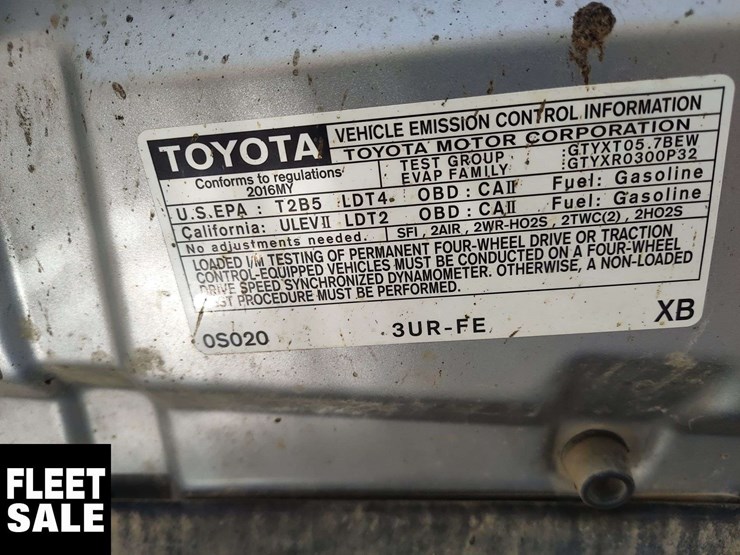 TOYOTA VEHICLE EMISSION CONTROL INFORMATION
TOYOTA MOTOR CORPORATION
Conforms to regulations
2016MY
TEST GROUP :GTYXT05.7BEW
EVAP FAMILY :GTYXR0300P32
U.S.EPA : T2B5 LDT4 OBD : CAII Fuel: Gasoline
California: ULEVII LDT2 OBD : CAII Fuel: Gasoline
No adjustments needed. SFI, 2AIR, 2WR-HO2S, 2TWC(2), 2HO2S
LOADED I/M TESTING OF PERMANENT FOUR-WHEEL DRIVE OR TRACTION
CONTROL-EQUIPPED VEHICLES MUST BE CONDUCTED ON A FOUR-WHEEL
DRIVE SPEED SYNCHRONIZED DYNAMOMETER. OTHERWISE, A NON-LOADED
TEST PROCEDURE MUST BE PERFORMED.
0S020 3UR-FE XB
FLEET
SALE